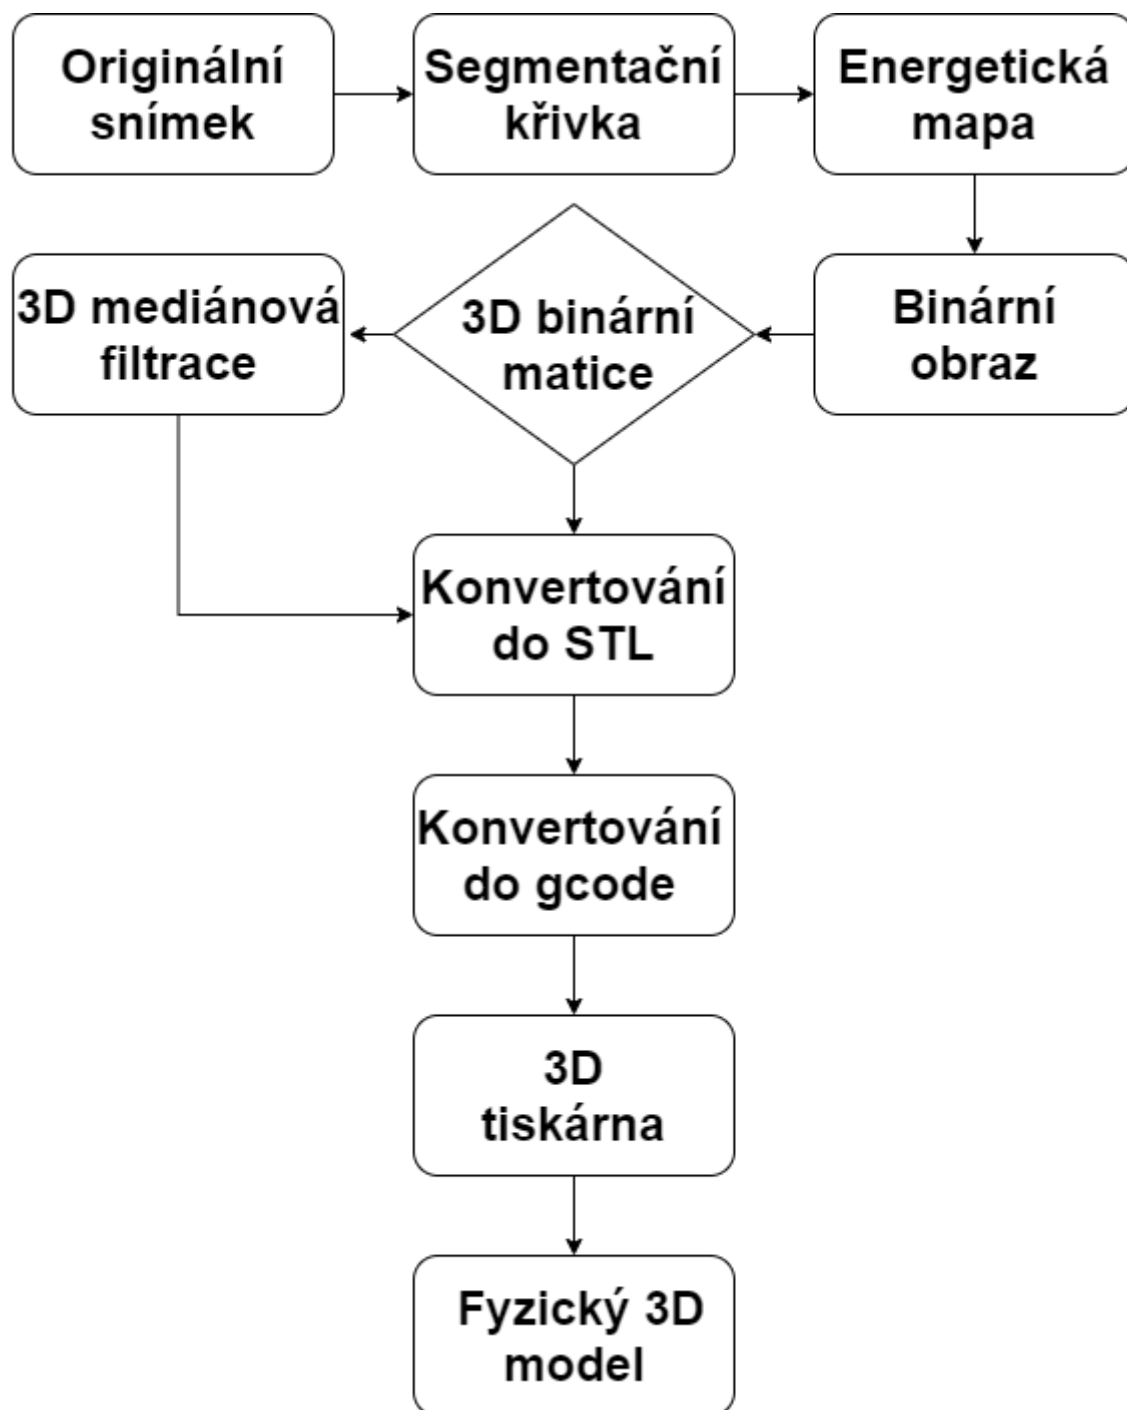 Originální
snímek
Segmentační
křivka
Energetická
mapa
3D mediánová
filtrace
3D binární
matice
Binární
obraz
Konvertování
do STL
Konvertování
do gcode
3D
tiskárna
Fyzický 3D
model